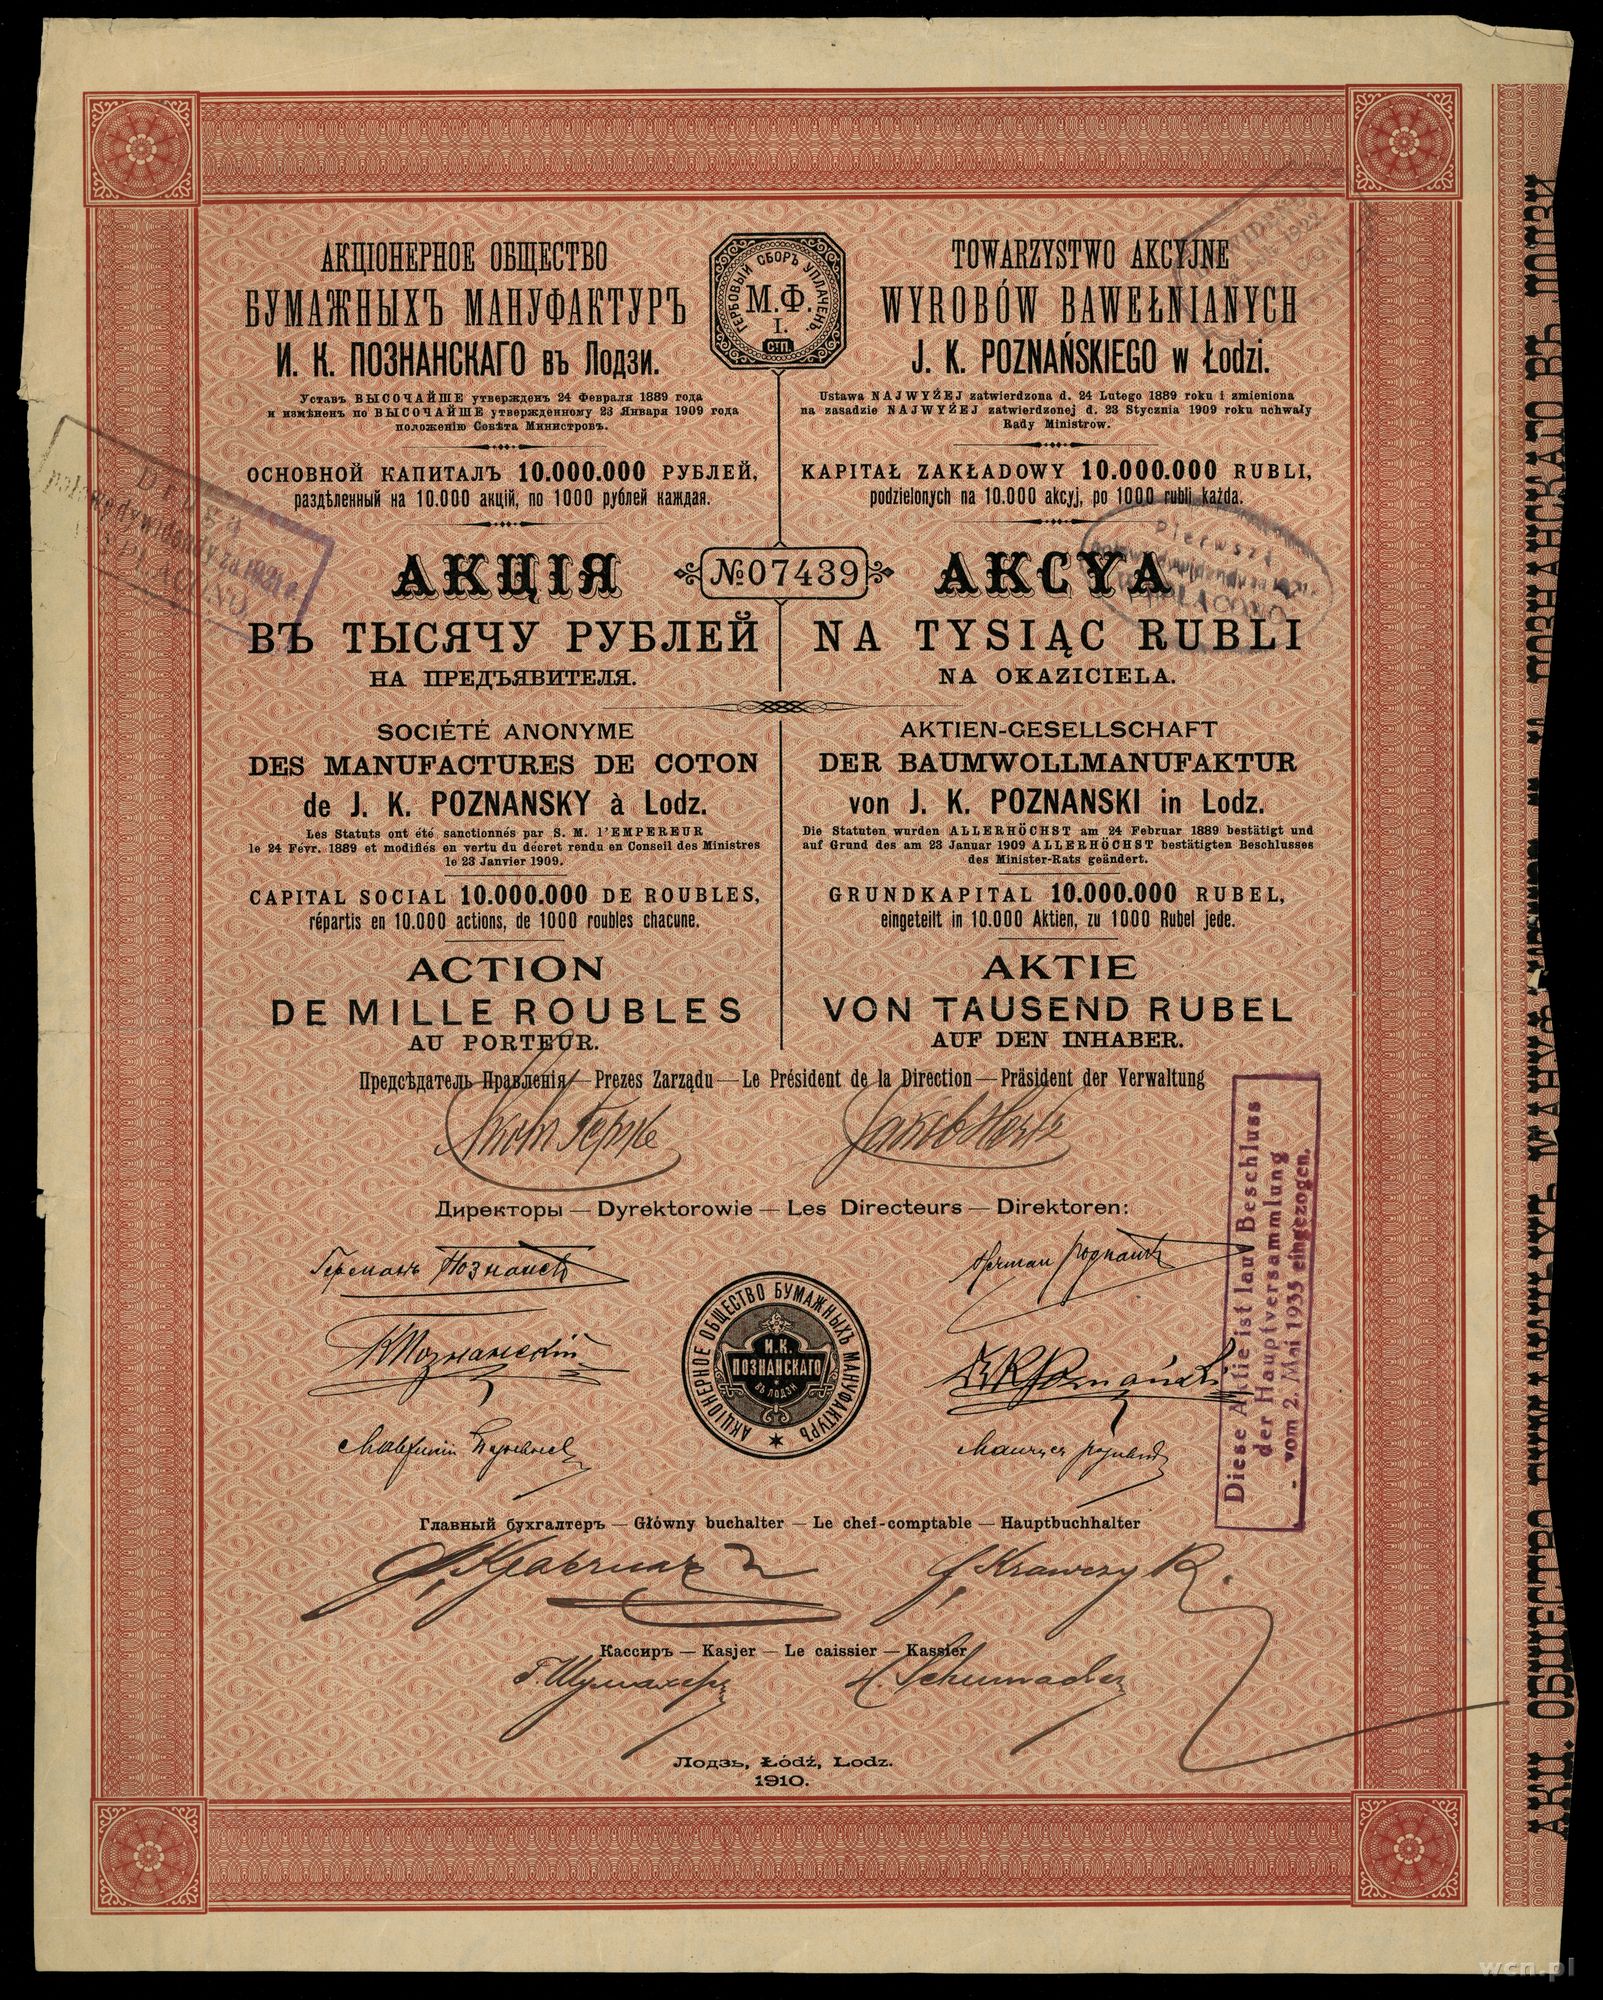 АКЦІОНЕРНОЕ ОБЩЕСТВО
БУМАЖНЫХЪ МАНУФАКТУРЪ
И. К. ПОЗНАНСКАГО въ Лодзи.
Уставъ ВЫСОЧАЙШЕ утвержденъ 24 Февраля 1889 года
и измѣненъ по ВЫСОЧАЙШЕ утвержденному 23 Января 1909 года
положенію Совѣта Министровъ.
ОСНОВНОЙ КАПИТАЛЪ 10.000.000 РУБЛЕЙ,
раздѣленный на 10.000 акцій, по 1000 рублей каждая.
АКЦІЯ
ВЪ ТЫСЯЧУ РУБЛЕЙ
НА ПРЕДЪЯВИТЕЛЯ.
ГЕРБОВЫЙ СБОРЪ УПЛАЧЕНЪ.
М.Ф.
I.
СТП.
№07439
TOWARZYSTWO AKCYJNE
WYROBÓW BAWEŁNIANYCH
J. K. POZNAŃSKIEGO w Łodzi.
Ustawa NAJWYŻEJ zatwierdzona d. 24 Lutego 1889 roku i zmieniona
na zasadzie NAJWYŻEJ zatwierdzonej d. 23 Stycznia 1909 roku uchwały
Rady Ministrow.
KAPITAŁ ZAKŁADOWY 10.000.000 RUBLI,
podzielonych na 10.000 akcyj, po 1000 rubli każda.
AKCYA
NA TYSIĄC RUBLI
NA OKAZICIELA.
Druga
połowę dywidendy za 1921 r.
Pierwszą
SOCIÉTÉ ANONYME
DES MANUFACTURES DE COTON
de J. K. POZNANSKY à Lodz.
Les Statuts ont été sanctionnés par S. M. l'EMPEREUR
le 24 Févr. 1889 et modifiés en vertu du décret rendu en Conseil des Ministres
le 23 Janvier 1909.
CAPITAL SOCIAL 10.000.000 DE ROUBLES,
répartis en 10.000 actions, de 1000 roubles chacune.
ACTION
DE MILLE ROUBLES
AU PORTEUR.
AKTIEN-GESELLSCHAFT
DER BAUMWOLLMANUFAKTUR
von J. K. POZNANSKI in Lodz.
Die Statuten wurden ALLERHÖCHST am 24 Februar 1889 bestätigt und
auf Grund des am 23 Januar 1909 ALLERHÖCHST bestätigten Beschlusses
des Minister-Rats geändert.
GRUNDKAPITAL 10.000.000 RUBEL,
eingeteilt in 10.000 Aktien, zu 1000 Rubel jede.
AKTIE
VON TAUSEND RUBEL
AUF DEN INHABER.
Предсѣдатель Правленія — Prezes Zarządu — Le Président de la Direction — Präsident der Verwaltung
Директоры — Dyrektorowie — Les Directeurs — Direktoren:
АКЦІОНЕРНОЕ ОБЩЕСТВО БУМАЖНЫХЪ МАНУФАКТУРЪ
И.К.
ПОЗНАНСКАГО
ВЪ ЛОДЗИ
Diese Aktie ist laut Beschluss
der Hauptversammlung
vom 2. Mai 1935 eingezogen.
Главный бухгалтеръ — Główny buchalter — Le chef-comptable — Hauptbuchhalter
Кассиръ — Kasjer — Le caissier — Kassier
Г. Шумахеръ
Лодзь, Łódź, Lodz.
1910.
wcn.pl